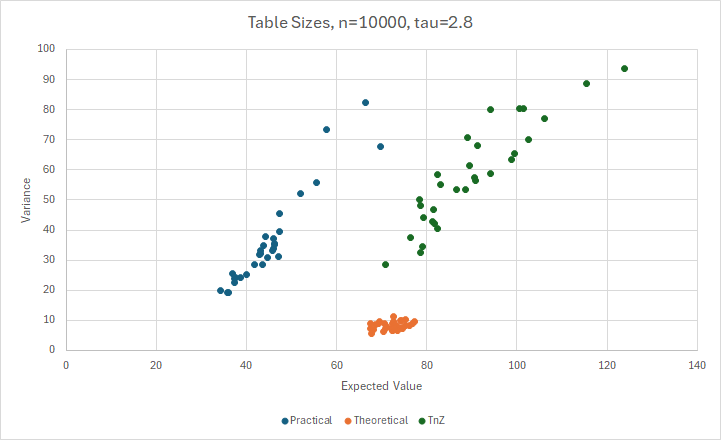 Table Sizes, n=10000, tau=2.8
100
90
80
70
60
50
40
30
20
10
0
Variance
0 20 40 60 80 100 120 140
Expected Value
Practical Theoretical TnZ